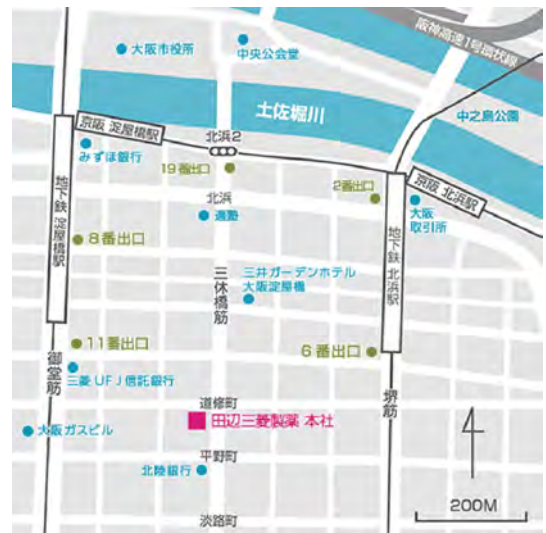 阪神高速1号環状線
大阪市役所
中央公会堂
土佐堀川
中之島公園
京阪 淀屋橋駅
北浜2
みずほ銀行
19番出口
2番出口
京阪 北浜駅
北浜
適塾
大阪
取引所
地下鉄 淀屋橋駅
8番出口
地下鉄 北浜駅
三休橋筋
三井ガーデンホテル
大阪淀屋橋
11番出口
6番出口
御堂筋
三菱UFJ信託銀行
堺筋
道修町
田辺三菱製薬 本社
大阪ガスビル
平野町
北陸銀行
200M
淡路町